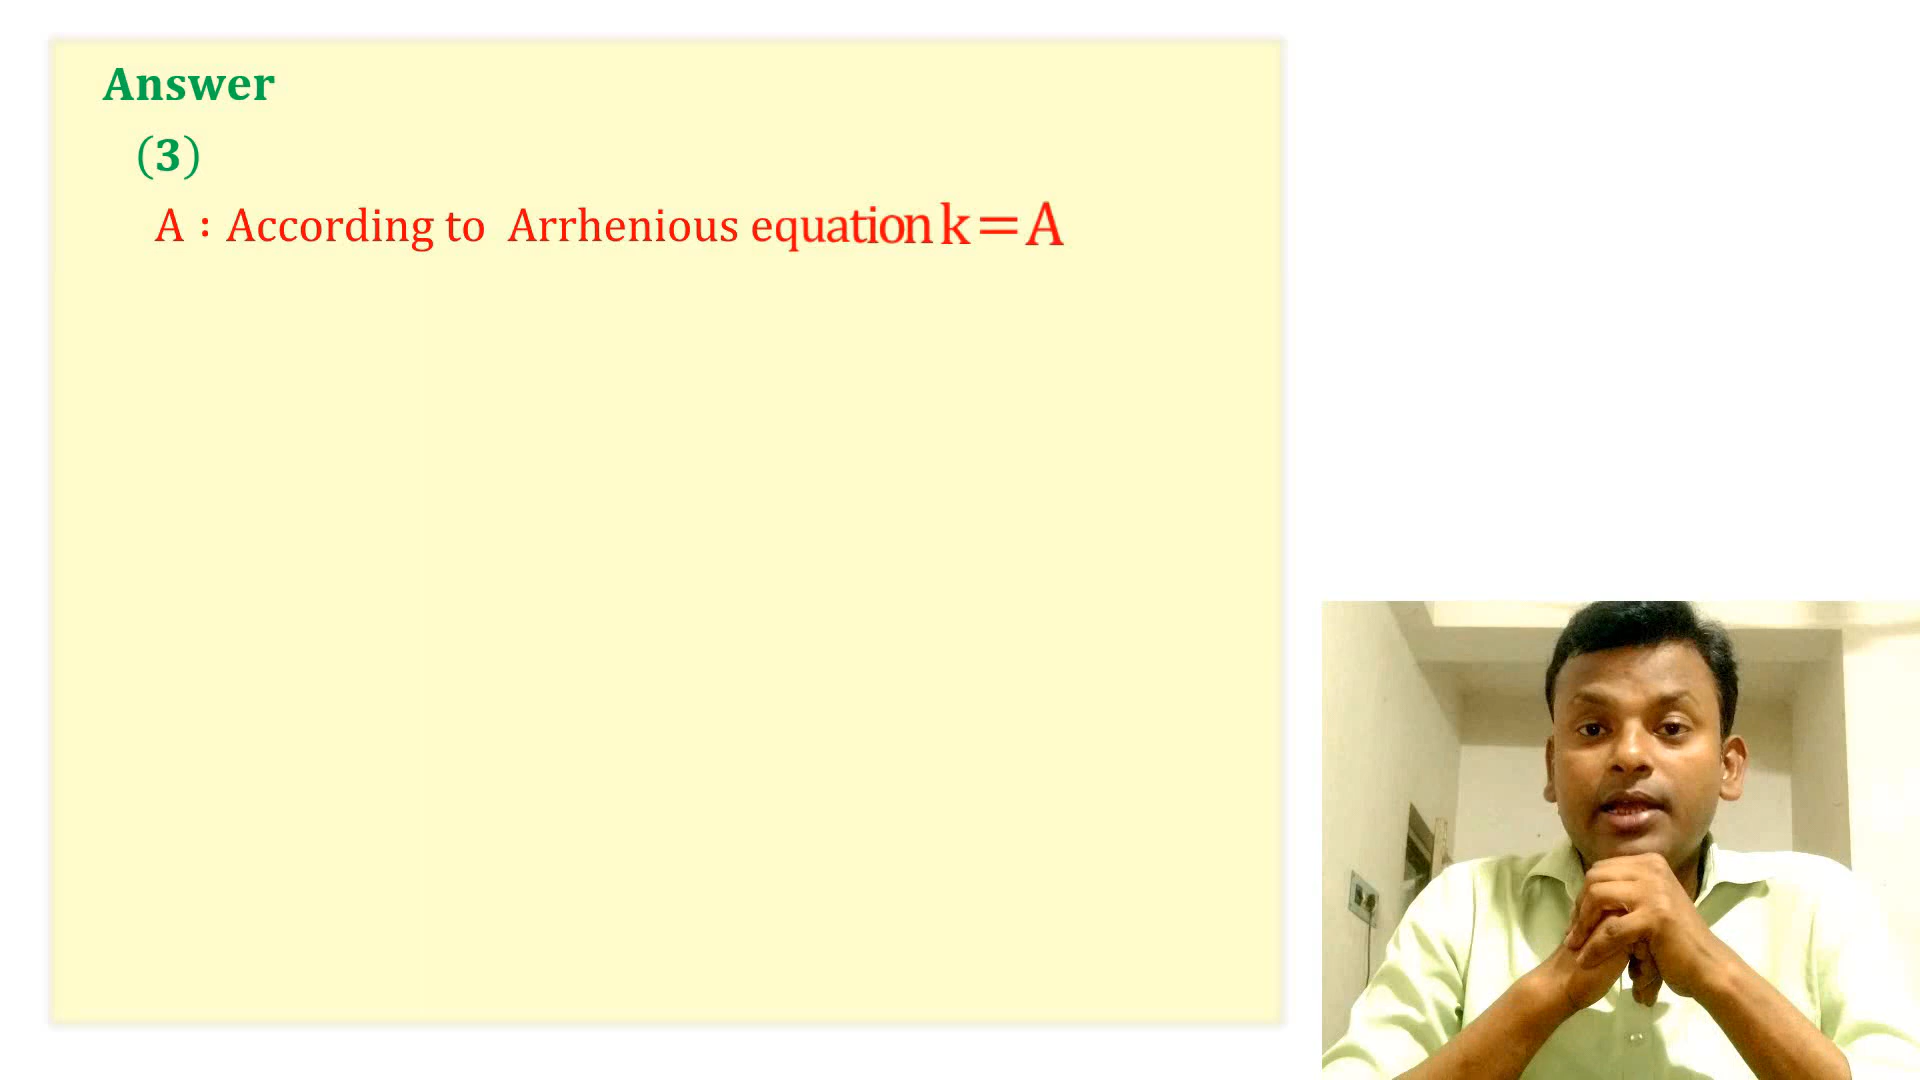 Answer
(3)
A : According to Arrhenious equation k = A